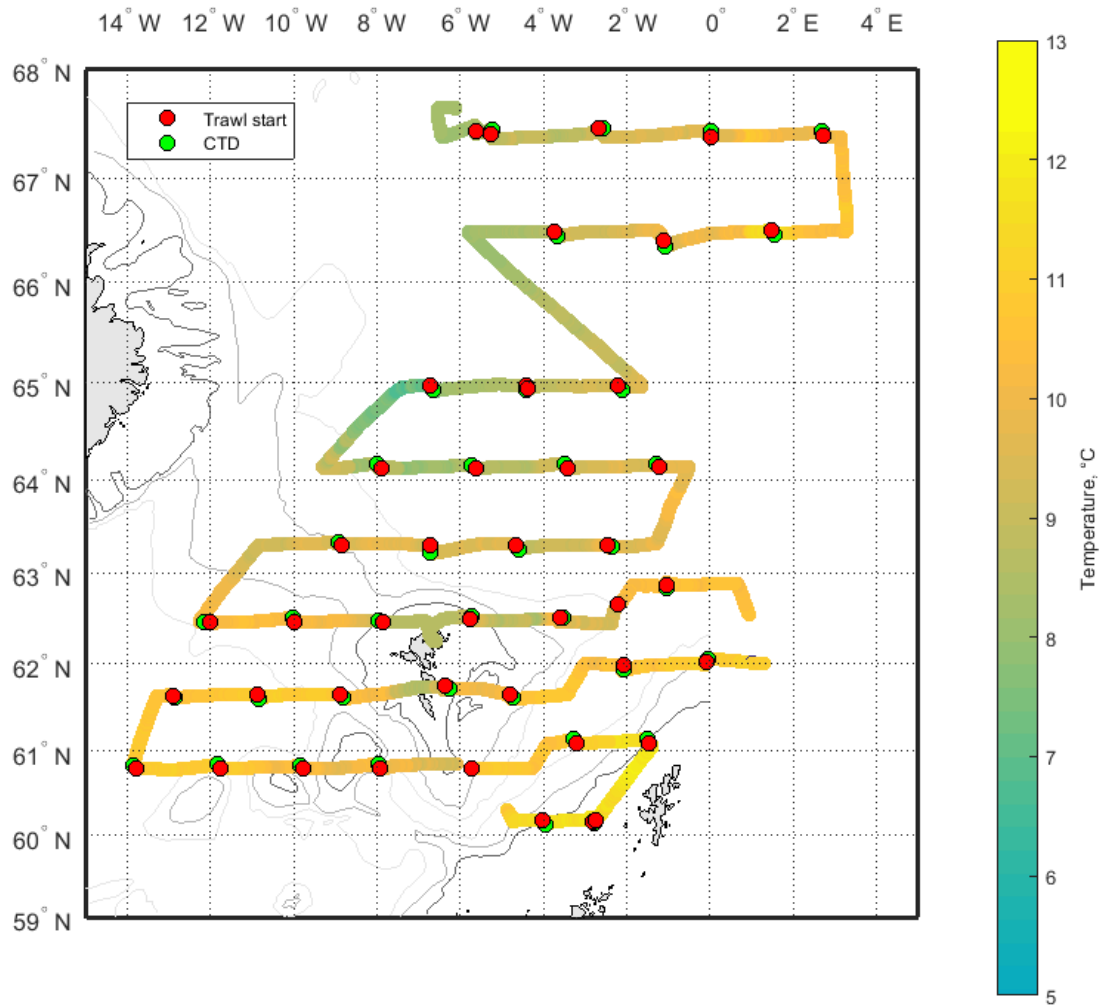 14° W 12° W 10° W 8° W 6° W 4° W 2° W 0° 2° E 4° E
68° N
67° N
66° N
65° N
64° N
63° N
62° N
61° N
60° N
59° N
Trawl start
CTD
13
12
11
10
9
8
7
6
5
Temperature, °C